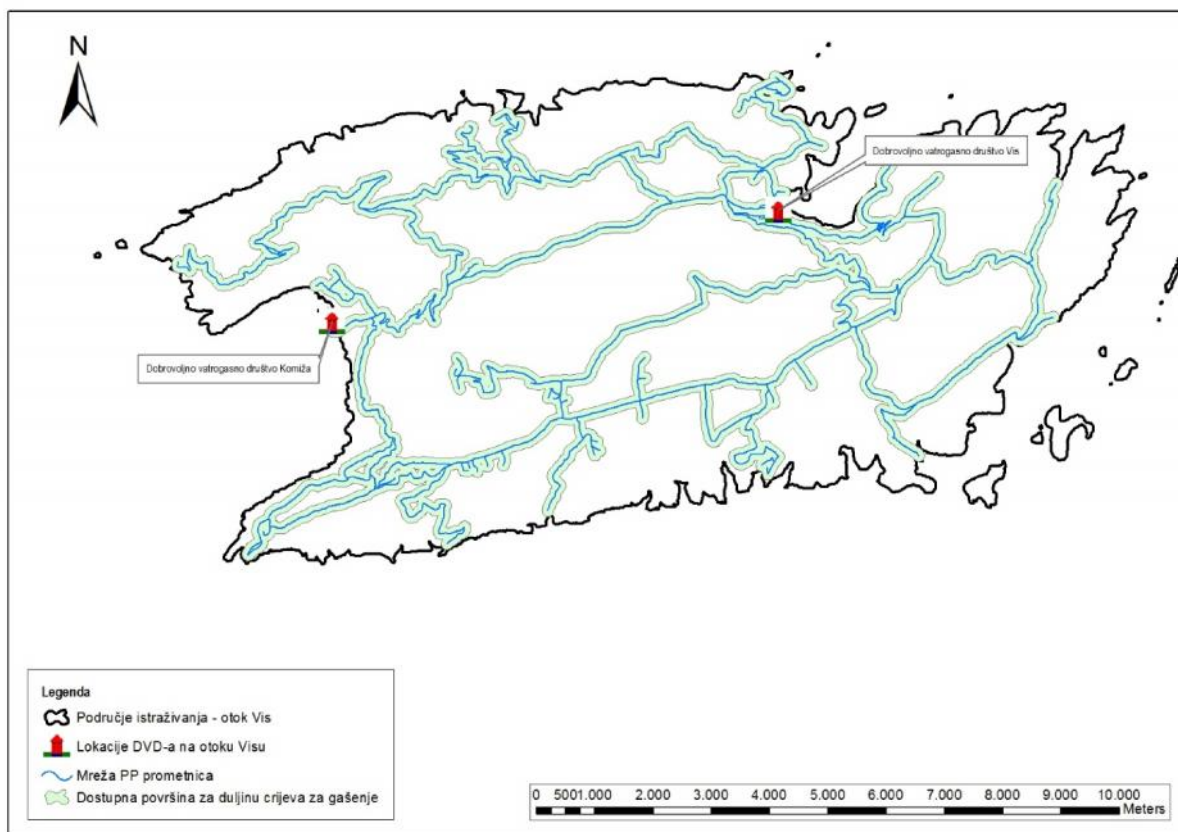 N
Dobrovoljno vatrogasno društvo Vis
Dobrovoljno vatrogasno društvo Komiža
Legenda
Područje istraživanja - otok Vis
Lokacije DVD-a na otoku Visu
Mreža PP prometnica
Dostupna površina za duljinu crijeva za gašenje
0 5001.000 2.000 3.000 4.000 5.000 6.000 7.000 8.000 9.000 10.000
Meters